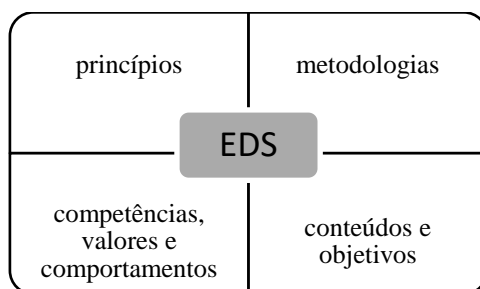 princípios
metodologias
EDS
competências,
valores e
comportamentos
conteúdos e
objetivos